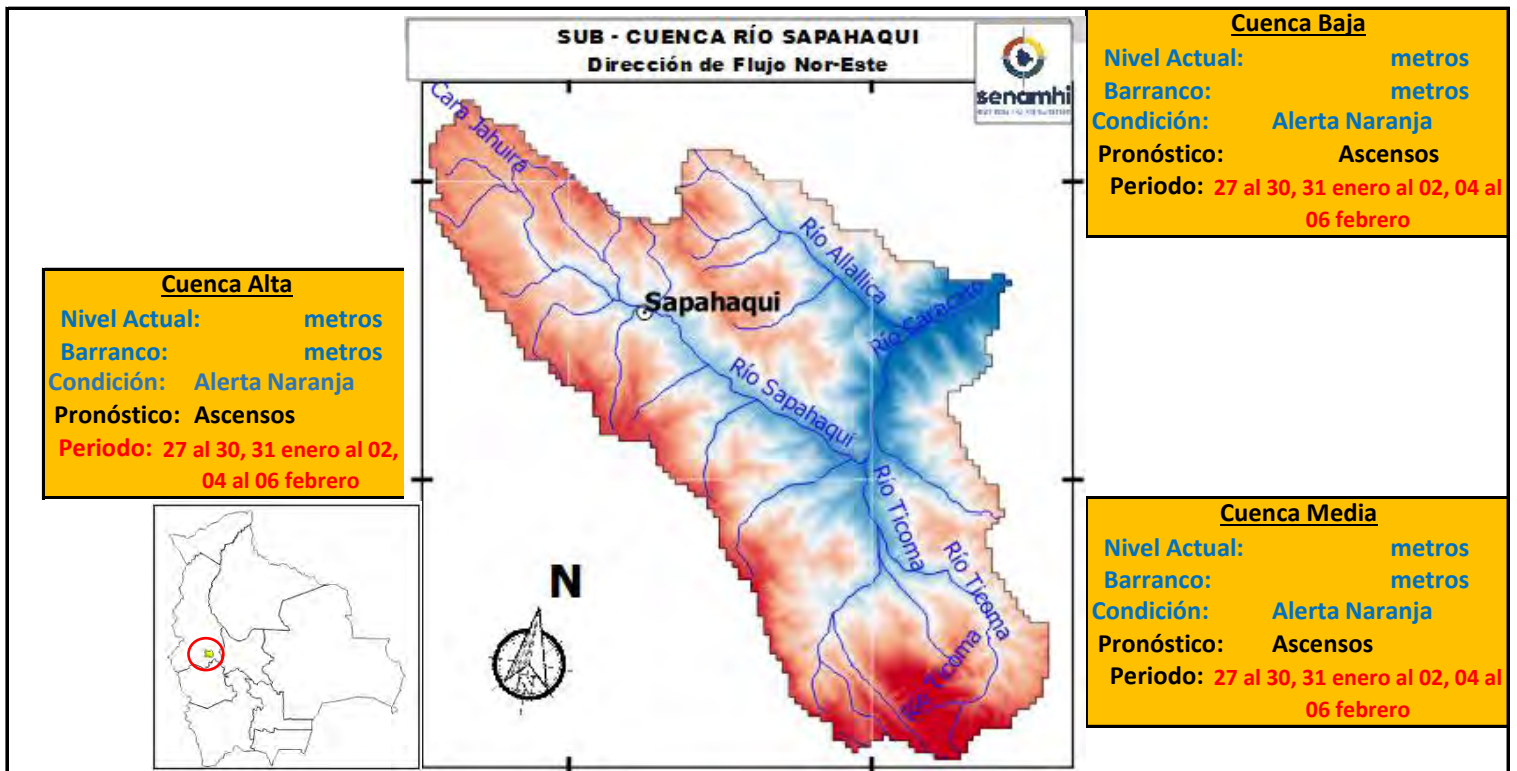 SUB - CUENCA RÍO SAPAHAQUI
Dirección de Flujo Nor-Este
senamhi
Cuenca Baja
Nivel Actual: metros
Barranco: metros
Condición: Alerta Naranja
Pronóstico: Ascensos
Periodo: 27 al 30, 31 enero al 02, 04 al
06 febrero
Cuenca Alta
Nivel Actual: metros
Barranco: metros
Condición: Alerta Naranja
Pronóstico: Ascensos
Periodo: 27 al 30, 31 enero al 02,
04 al 06 febrero
Cara Jahuira
Río Allallica
Río Caracato
Sapahaqui
Río Sapahaqui
Río Ticoma
Río Ticoma
Río Ticoma
N
Cuenca Media
Nivel Actual: metros
Barranco: metros
Condición: Alerta Naranja
Pronóstico: Ascensos
Periodo: 27 al 30, 31 enero al 02, 04 al
06 febrero